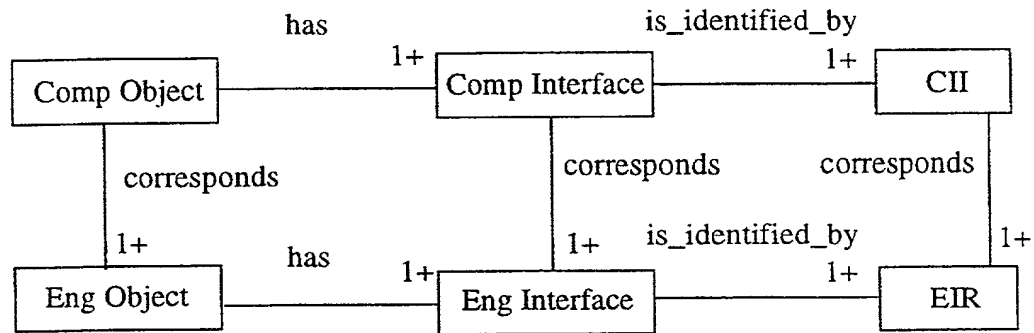 has
is_identified_by
1+
1+
Comp Object
Comp Interface
CII
corresponds
corresponds
corresponds
1+
has
1+
is_identified_by
1+
1+
1+
Eng Object
Eng Interface
EIR